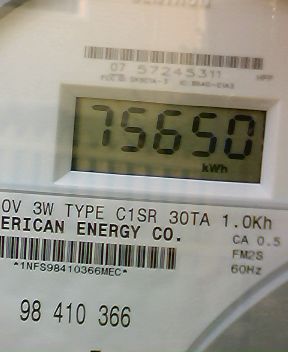 07 57245311
75650
kWh
0V 3W TYPE C1SR 30TA 1.0Kh
ERICAN ENERGY CO.
CA 0.5
FM2S
*1NFS98410366MEC*
60Hz
98 410 366